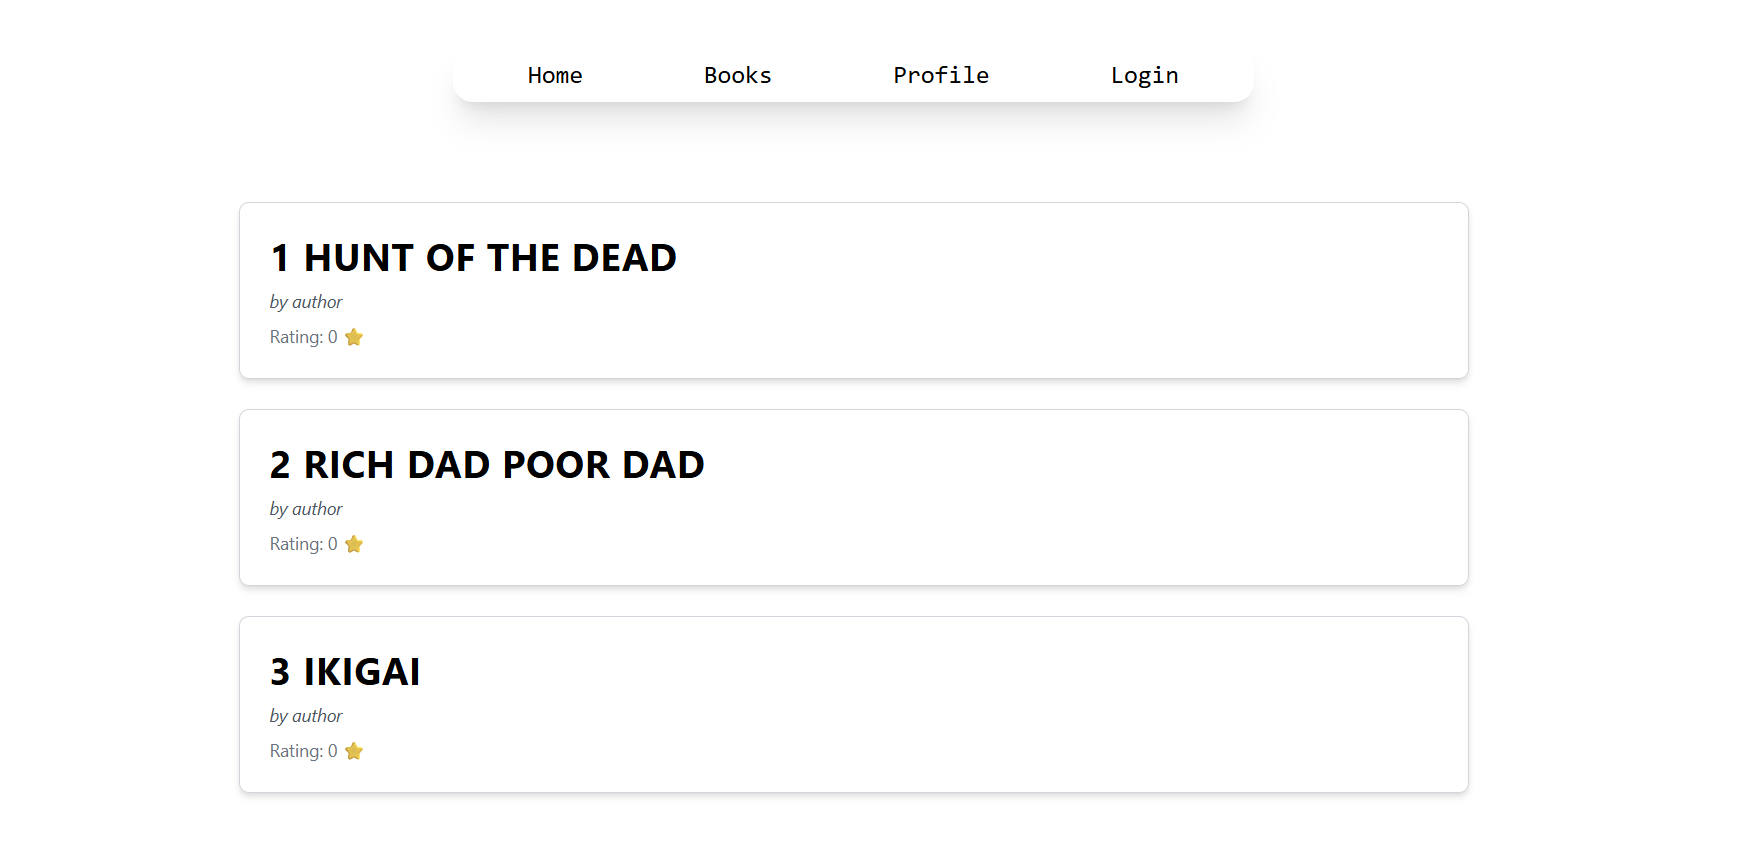 Home Books Profile Login
1 HUNT OF THE DEAD
by author
Rating: 0 ⭐
2 RICH DAD POOR DAD
by author
Rating: 0 ⭐
3 IKIGAI
by author
Rating: 0 ⭐